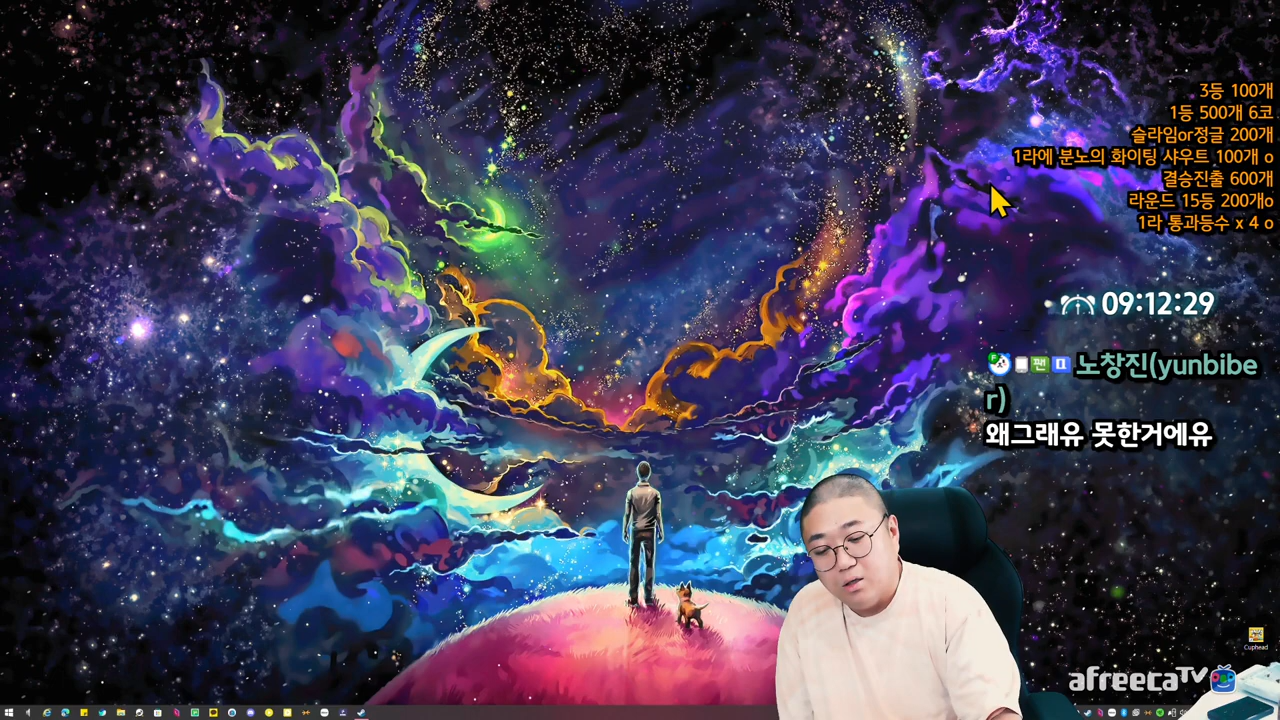 3등 100개
1등 500개 6코
슬라임or정글 200개
1라에 분노의 화이팅 샤우트 100개 o
결승진출 600개
라운드 15등 200개o
1라 통과등수 x 4 o
09:12:29
F 팬 노창진(yunbibe
r)
왜그래유 못한거에유
Cuphead
afreecaTV